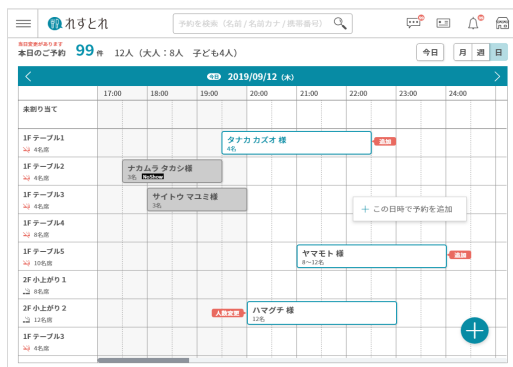 れすとれ
予約を検索（名前 / 名前カナ / 携帯番号）
当日変更があります
本日のご予約 99 件 12人（大人：8人 子ども4人）
今日 月 週 日
今日 2019/09/12（木）
17:00 18:00 19:00 20:00 21:00 22:00 23:00 24:00
未割り当て
1F テーブル1
4名席
タナカ カズオ 様
4名
追加
1F テーブル2
4名席
ナカムラ タカシ様
3名 NoShow
1F テーブル3
4名席
サイトウ マユミ様
3名
＋ この日時で予約を追加
1F テーブル4
8名席
1F テーブル5
10名席
ヤマモト 様
8〜12名
追加
2F 小上がり 1
8名席
2F 小上がり 2
12名席
人数変更
ハマグチ 様
12名
1F テーブル3
4名席